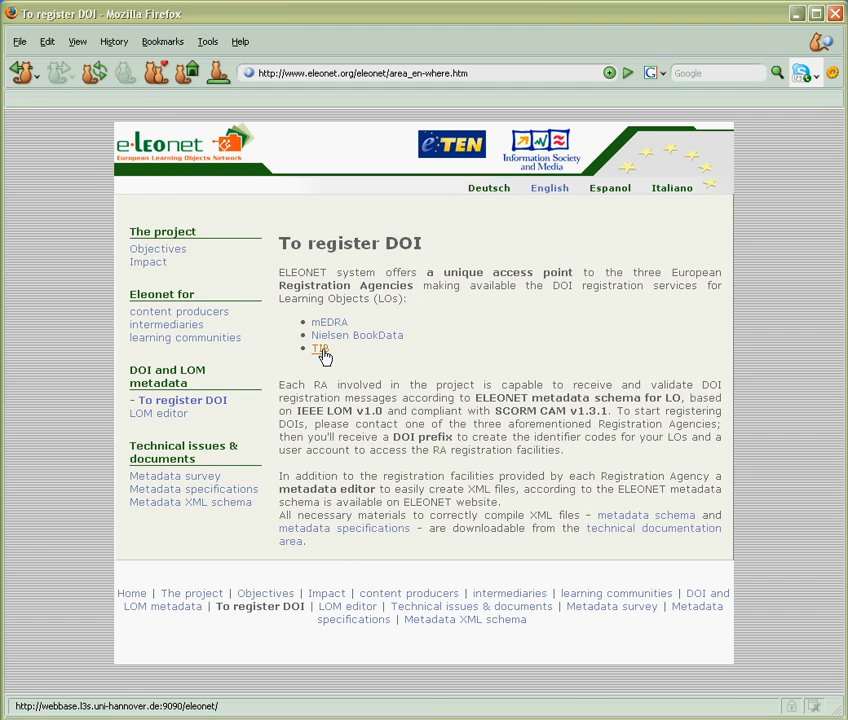 To register DOI - Mozilla Firefox
File Edit View History Bookmarks Tools Help
http://www.eleonet.org/eleonet/area_en-where.htm
G Google
e-LEOnet
European Learning Objects Network
eTEN
Information Society
and Media
Deutsch English Espanol Italiano
The project
Objectives
Impact
Eleonet for
content producers
intermediaries
learning communities
DOI and LOM
metadata
- To register DOI
LOM editor
Technical issues &
documents
Metadata survey
Metadata specifications
Metadata XML schema
To register DOI
ELEONET system offers a unique access point to the three European
Registration Agencies making available the DOI registration services for
Learning Objects (LOs):
• mEDRA
• Nielsen BookData
• TIB
Each RA involved in the project is capable to receive and validate DOI
registration messages according to ELEONET metadata schema for LO, based
on IEEE LOM v1.0 and compliant with SCORM CAM v1.3.1. To start registering
DOIs, please contact one of the three aforementioned Registration Agencies;
then you'll receive a DOI prefix to create the identifier codes for your LOs and a
user account to access the RA registration facilities.
In addition to the registration facilities provided by each Registration Agency a
metadata editor to easily create XML files, according to the ELEONET metadata
schema is available on ELEONET website.
All necessary materials to correctly compile XML files - metadata schema and
metadata specifications - are downloadable from the technical documentation
area.
Home | The project | Objectives | Impact | content producers | intermediaries | learning communities | DOI and
LOM metadata | To register DOI | LOM editor | Technical issues & documents | Metadata survey | Metadata
specifications | Metadata XML schema
http://webbase.l3s.uni-hannover.de:9090/eleonet/